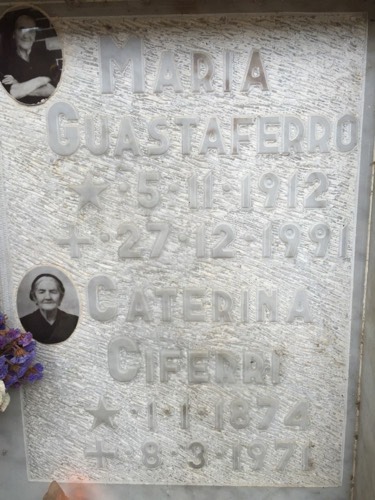 MARIA
GUASTAFERRO
★·5·11·1912
+·27·12·1991
CATERINA
CIFERRI
★·1·1·1874
+·8·3·1971